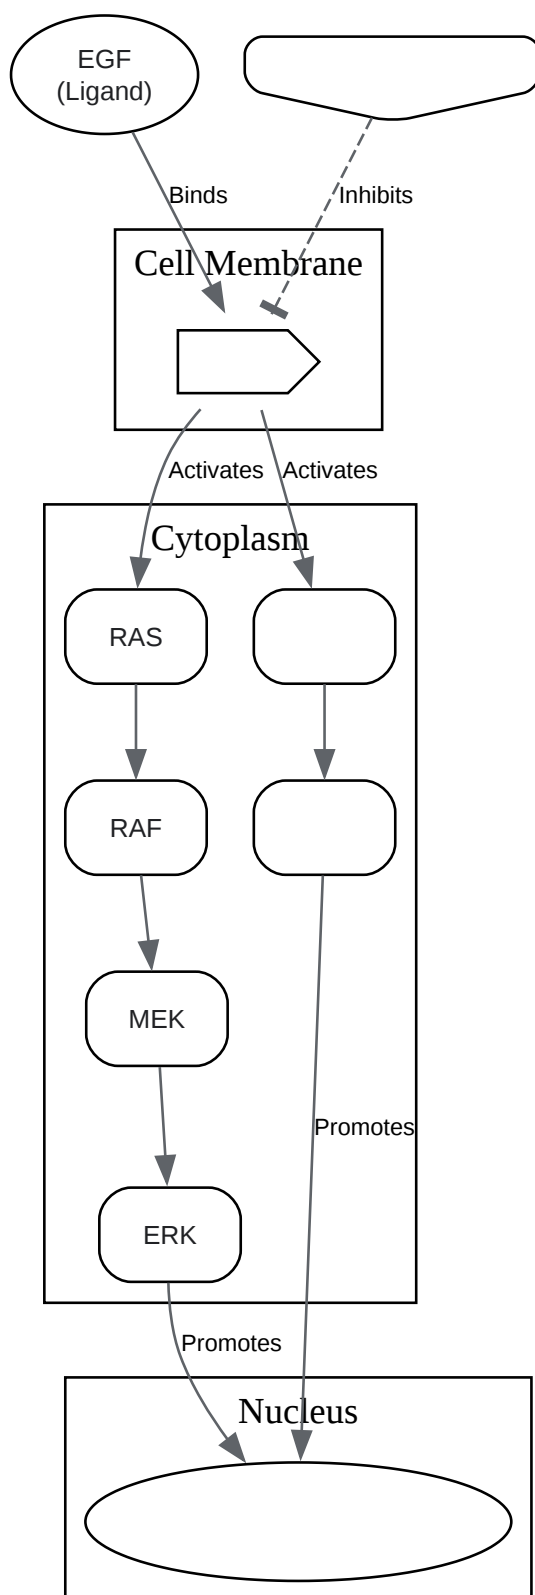 EGF
(Ligand)
Binds
Inhibits
Cell Membrane
Activates
Activates
Cytoplasm
RAS
RAF
MEK
Promotes
ERK
Promotes
Nucleus